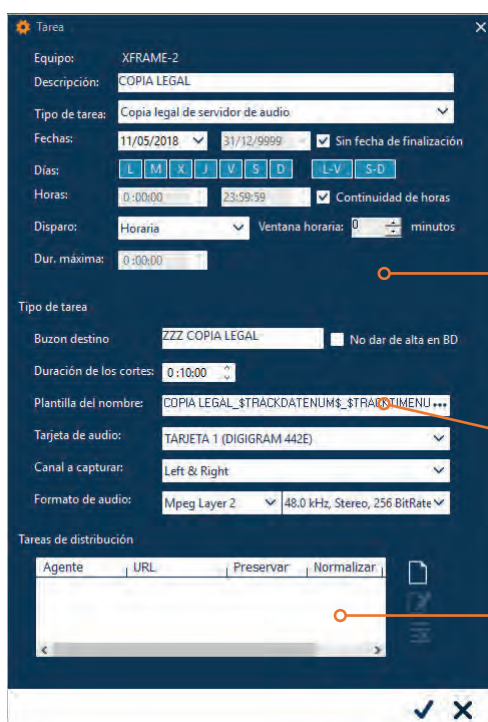 Tarea
Equipo: XFRAME-2
Descripción: COPIA LEGAL
Tipo de tarea: Copia legal de servidor de audio
Fechas: 11/05/2018 31/12/9999 Sin fecha de finalización
Días: L M X J V S D L-V S-D
Horas: 0:00:00 23:59:59 Continuidad de horas
Disparo: Horaria Ventana horaria: 0 minutos
Dur. máxima: 0:00:00
Tipo de tarea
Buzon destino ZZZ COPIA LEGAL No dar de alta en BD
Duración de los cortes: 0:10:00
Plantilla del nombre: COPIA LEGAL_$TRACKDATENUM$_$TRACKTIMENU ...
Tarjeta de audio: TARJETA 1 (DIGIGRAM 442E)
Canal a capturar: Left & Right
Formato de audio: Mpeg Layer 2 48.0 kHz, Stereo, 256 BitRate
Tareas de distribución
Agente URL Preservar Normalizar